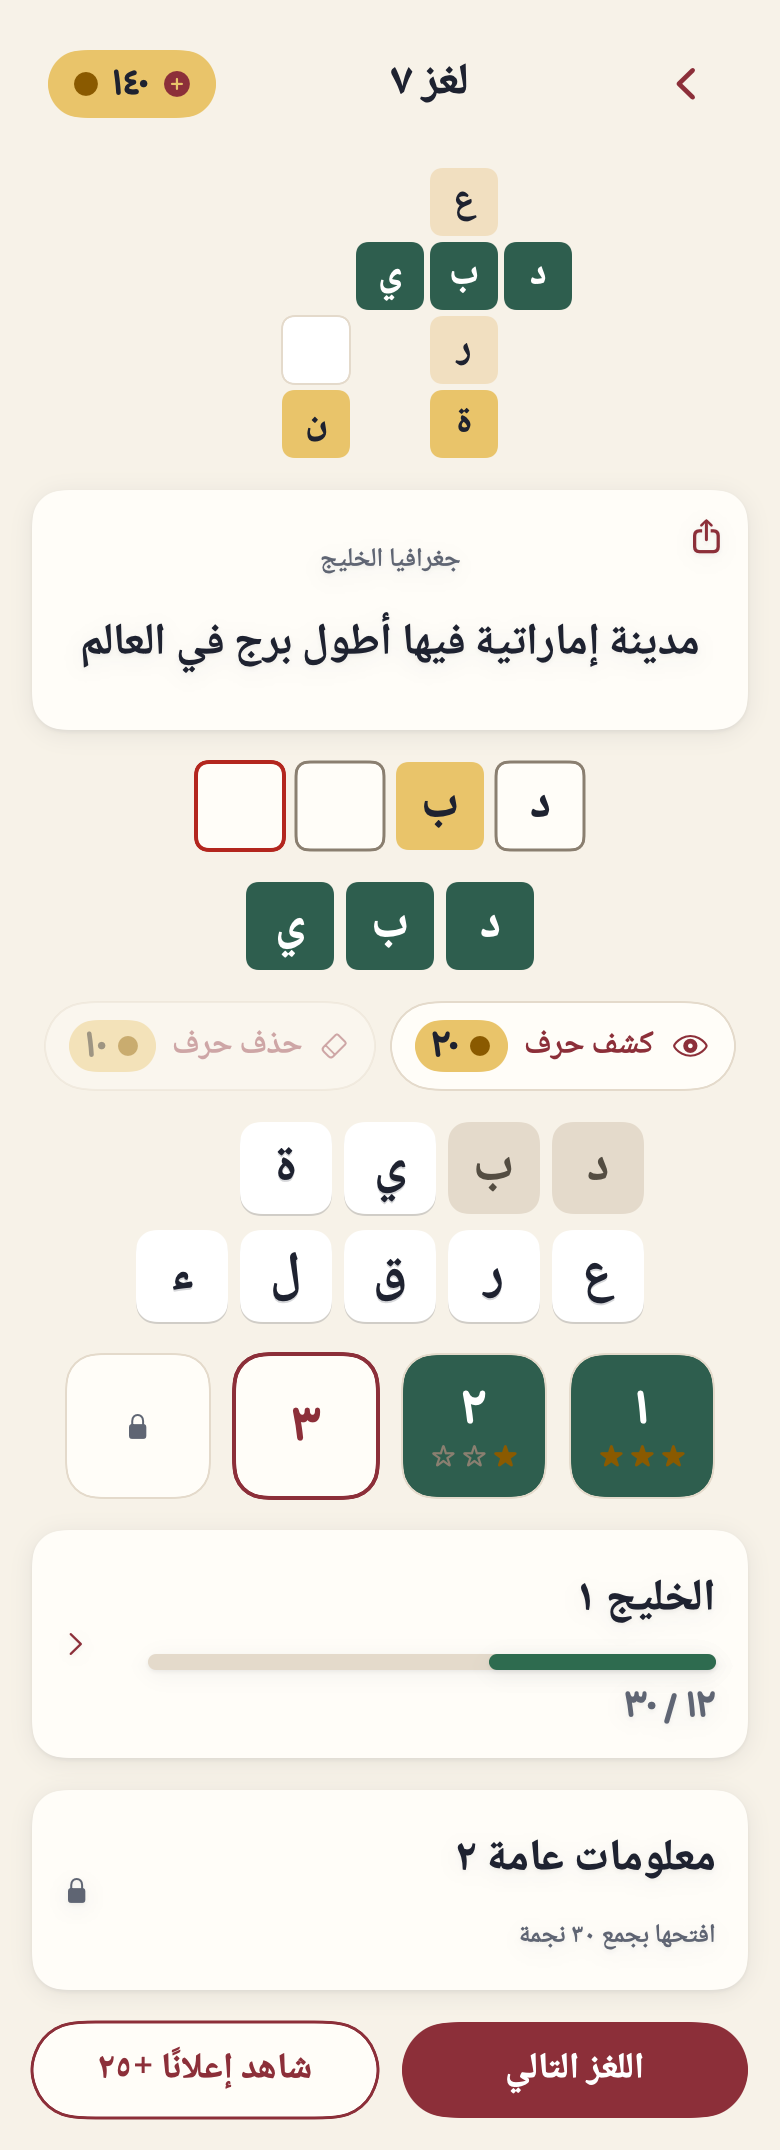 لغز ٧
١٤٠ +
ع
د ب ي
ر
ة ن
جغرافيا الخليج
مدينة إماراتية فيها أطول برج في العالم
د ب
د ب ي
كشف حرف ٢٠
حذف حرف ١٠
د ب ي ة
ع ر ق ل ء
١ ٢ ٣
الخليج ١
١٢ / ٣٠
معلومات عامة ٢
افتحها بجمع ٣٠ نجمة
اللغز التالي
شاهد إعلانًا +٢٥